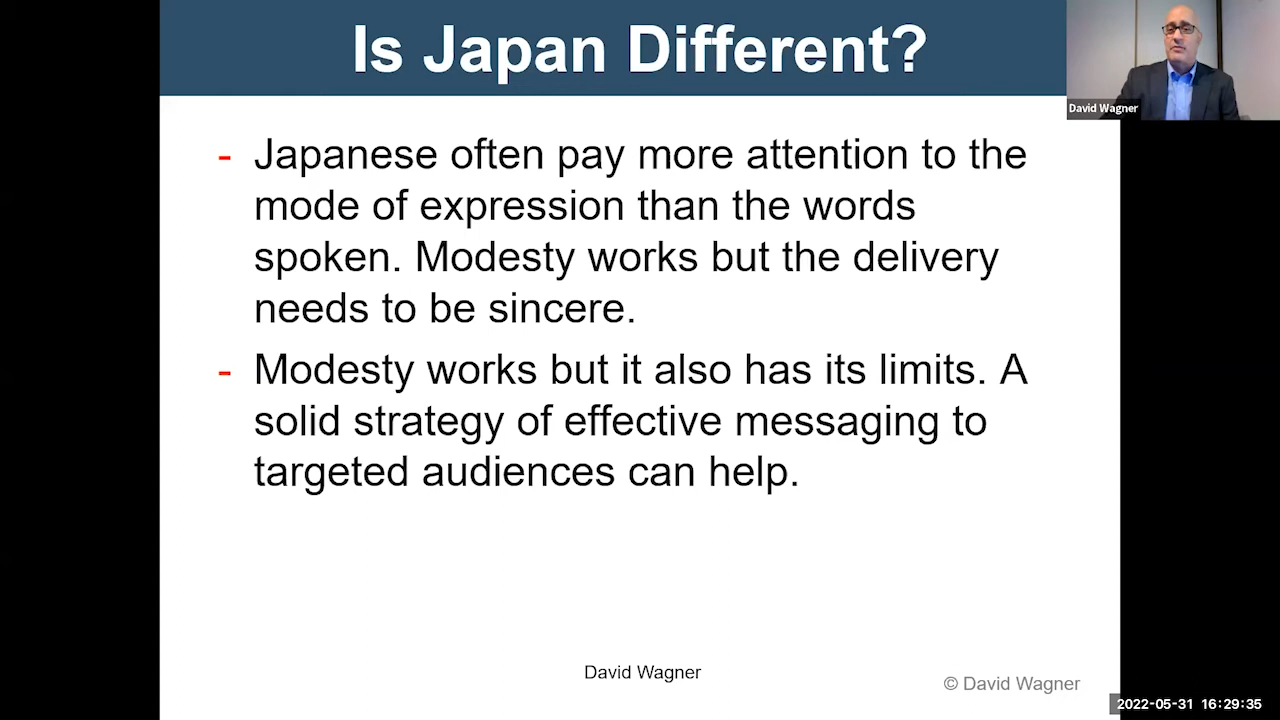 Is Japan Different?
David Wagner
- Japanese often pay more attention to the
mode of expression than the words
spoken. Modesty works but the delivery
needs to be sincere.
- Modesty works but it also has its limits. A
solid strategy of effective messaging to
targeted audiences can help.
David Wagner
© David Wagner
2022-05-31 16:29:35